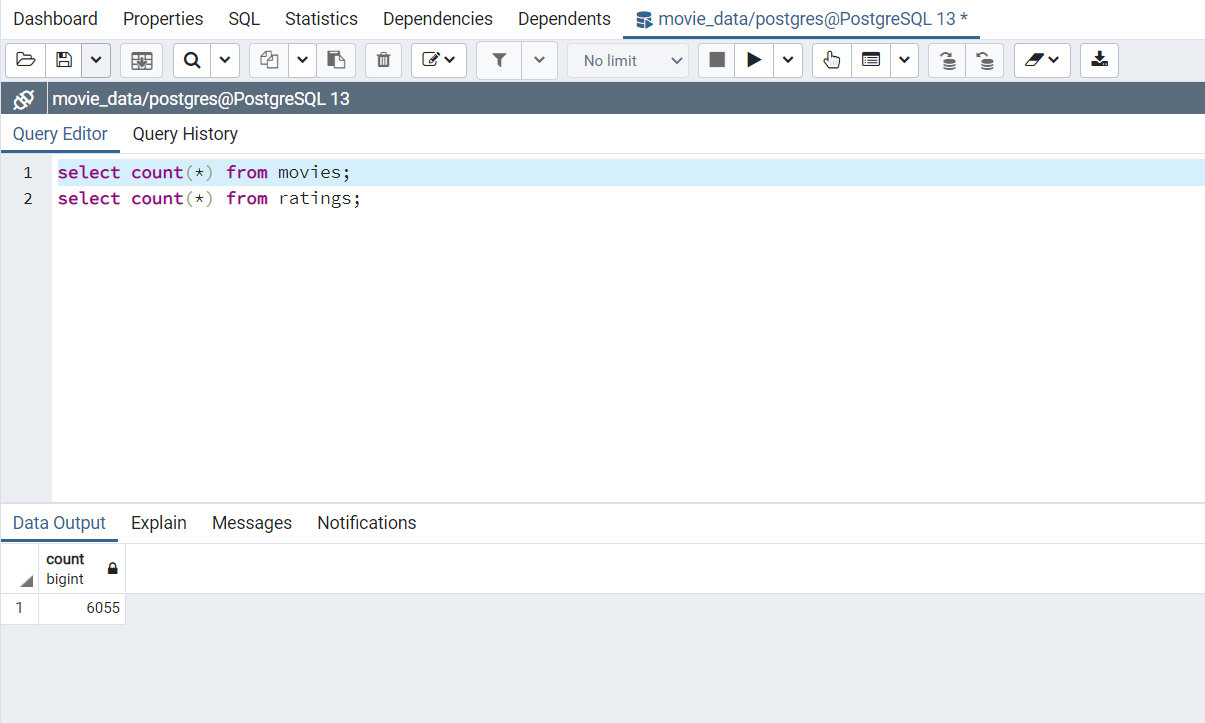 Dashboard Properties SQL Statistics Dependencies Dependents movie_data/postgres@PostgreSQL 13 *
No limit
movie_data/postgres@PostgreSQL 13
Query Editor Query History
1 select count(*) from movies;
2 select count(*) from ratings;
Data Output Explain Messages Notifications
count
bigint
1 6055